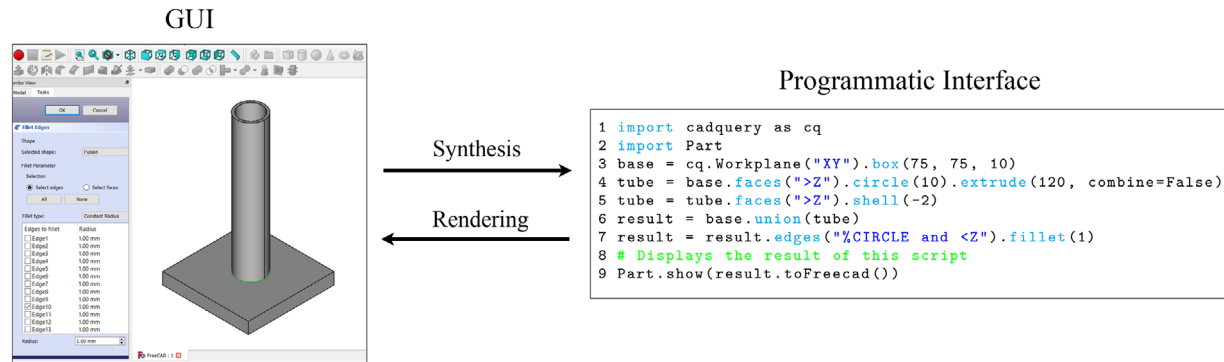 GUI
ombo View
Model Tasks
OK Cancel
Fillet Edges
Shape
Selected shape: Fusion
Fillet Parameter
Selection
Select edges Select faces
All None
Fillet type: Constant Radius
Edges to fillet Radius
Edge1 1.00 mm
Edge2 1.00 mm
Edge3 1.00 mm
Edge4 1.00 mm
Edge5 1.00 mm
Edge6 1.00 mm
Edge7 1.00 mm
Edge8 1.00 mm
Edge9 1.00 mm
Edge10 1.00 mm
Edge11 1.00 mm
Edge12 1.00 mm
Edge13 1.00 mm
Radius: 1.00 mm
FreeCAD : 1
Synthesis
Rendering
Programmatic Interface
1 import cadquery as cq
2 import Part
3 base = cq.Workplane("XY").box(75, 75, 10)
4 tube = base.faces(">Z").circle(10).extrude(120, combine=False)
5 tube = tube.faces(">Z").shell(-2)
6 result = base.union(tube)
7 result = result.edges("%CIRCLE and <Z").fillet(1)
8 # Displays the result of this script
9 Part.show(result.toFreecad())